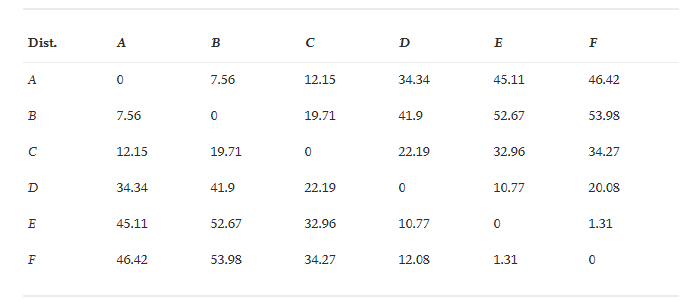 Dist. A B C D E F
A 0 7.56 12.15 34.34 45.11 46.42
B 7.56 0 19.71 41.9 52.67 53.98
C 12.15 19.71 0 22.19 32.96 34.27
D 34.34 41.9 22.19 0 10.77 20.08
E 45.11 52.67 32.96 10.77 0 1.31
F 46.42 53.98 34.27 12.08 1.31 0